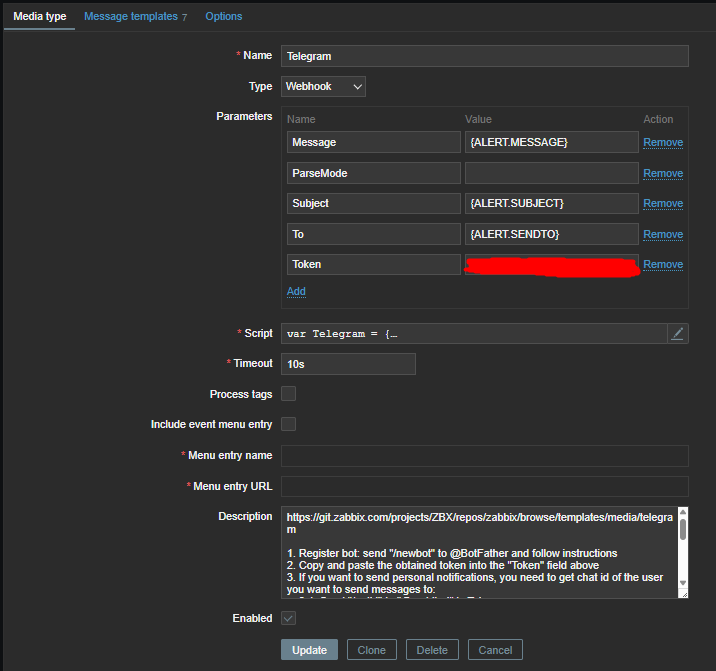 Media type Message templates 7 Options
* Name Telegram
Type Webhook
Parameters Name Value Action
Message {ALERT.MESSAGE} Remove
ParseMode Remove
Subject {ALERT.SUBJECT} Remove
To {ALERT.SENDTO} Remove
Token Remove
Add
* Script var Telegram = {…
* Timeout 10s
Process tags
Include event menu entry
* Menu entry name
* Menu entry URL
Description https://git.zabbix.com/projects/ZBX/repos/zabbix/browse/templates/media/telegra
m
1. Register bot: send "/newbot" to @BotFather and follow instructions
2. Copy and paste the obtained token into the "Token" field above
3. If you want to send personal notifications, you need to get chat id of the user
you want to send messages to:
Enabled
Update Clone Delete Cancel